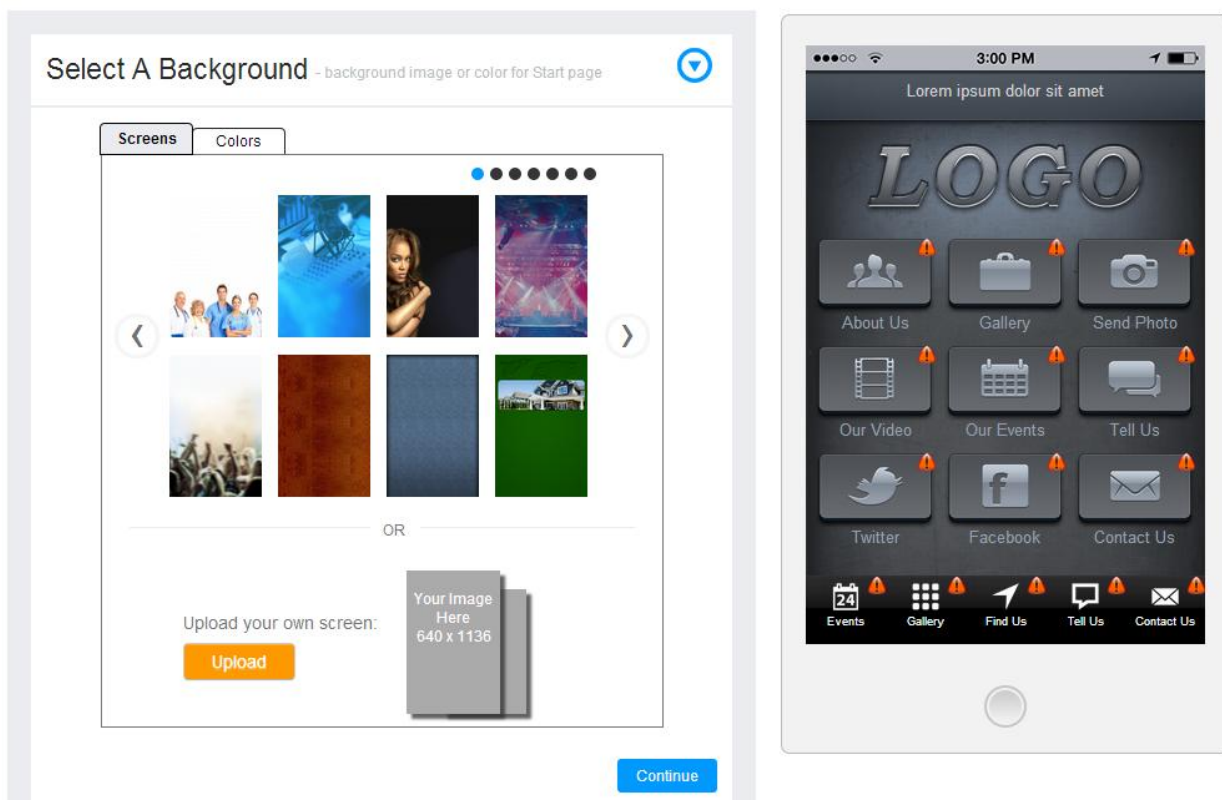 Select A Background - background image or color for Start page
Screens
Colors
OR
Upload your own screen:
Upload
Your Image
Here
640 x 1136
Continue
3:00 PM
Lorem ipsum dolor sit amet
LOGO
About Us
Gallery
Send Photo
Our Video
Our Events
Tell Us
Twitter
Facebook
Contact Us
24
Events
Gallery
Find Us
Tell Us
Contact Us